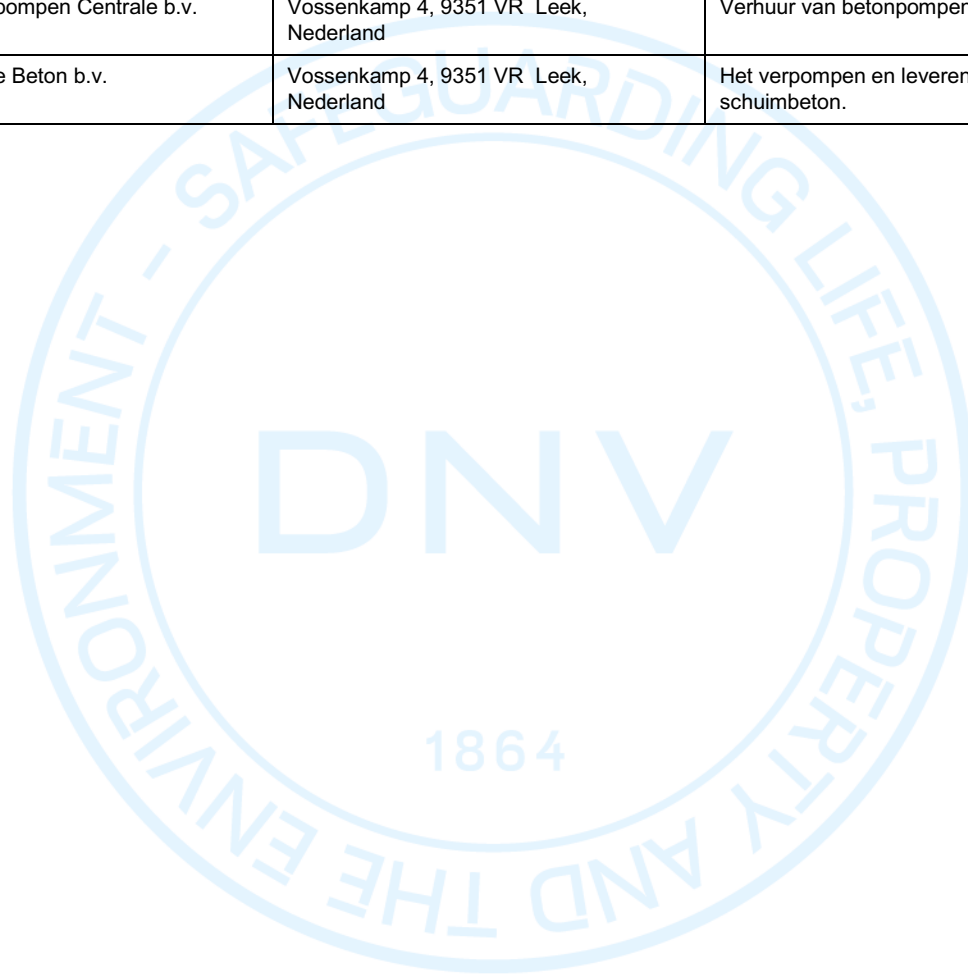 ompen Centrale b.v.
Vossenkamp 4, 9351 VR Leek,
Nederland
Verhuur van betonpompen
e Beton b.v.
Vossenkamp 4, 9351 VR Leek,
Nederland
Het verpompen en leveren
schuimbeton.
SAFEGUARDING LIFE, PROPERTY AND THE ENVIRONMENT -
DNV
1864